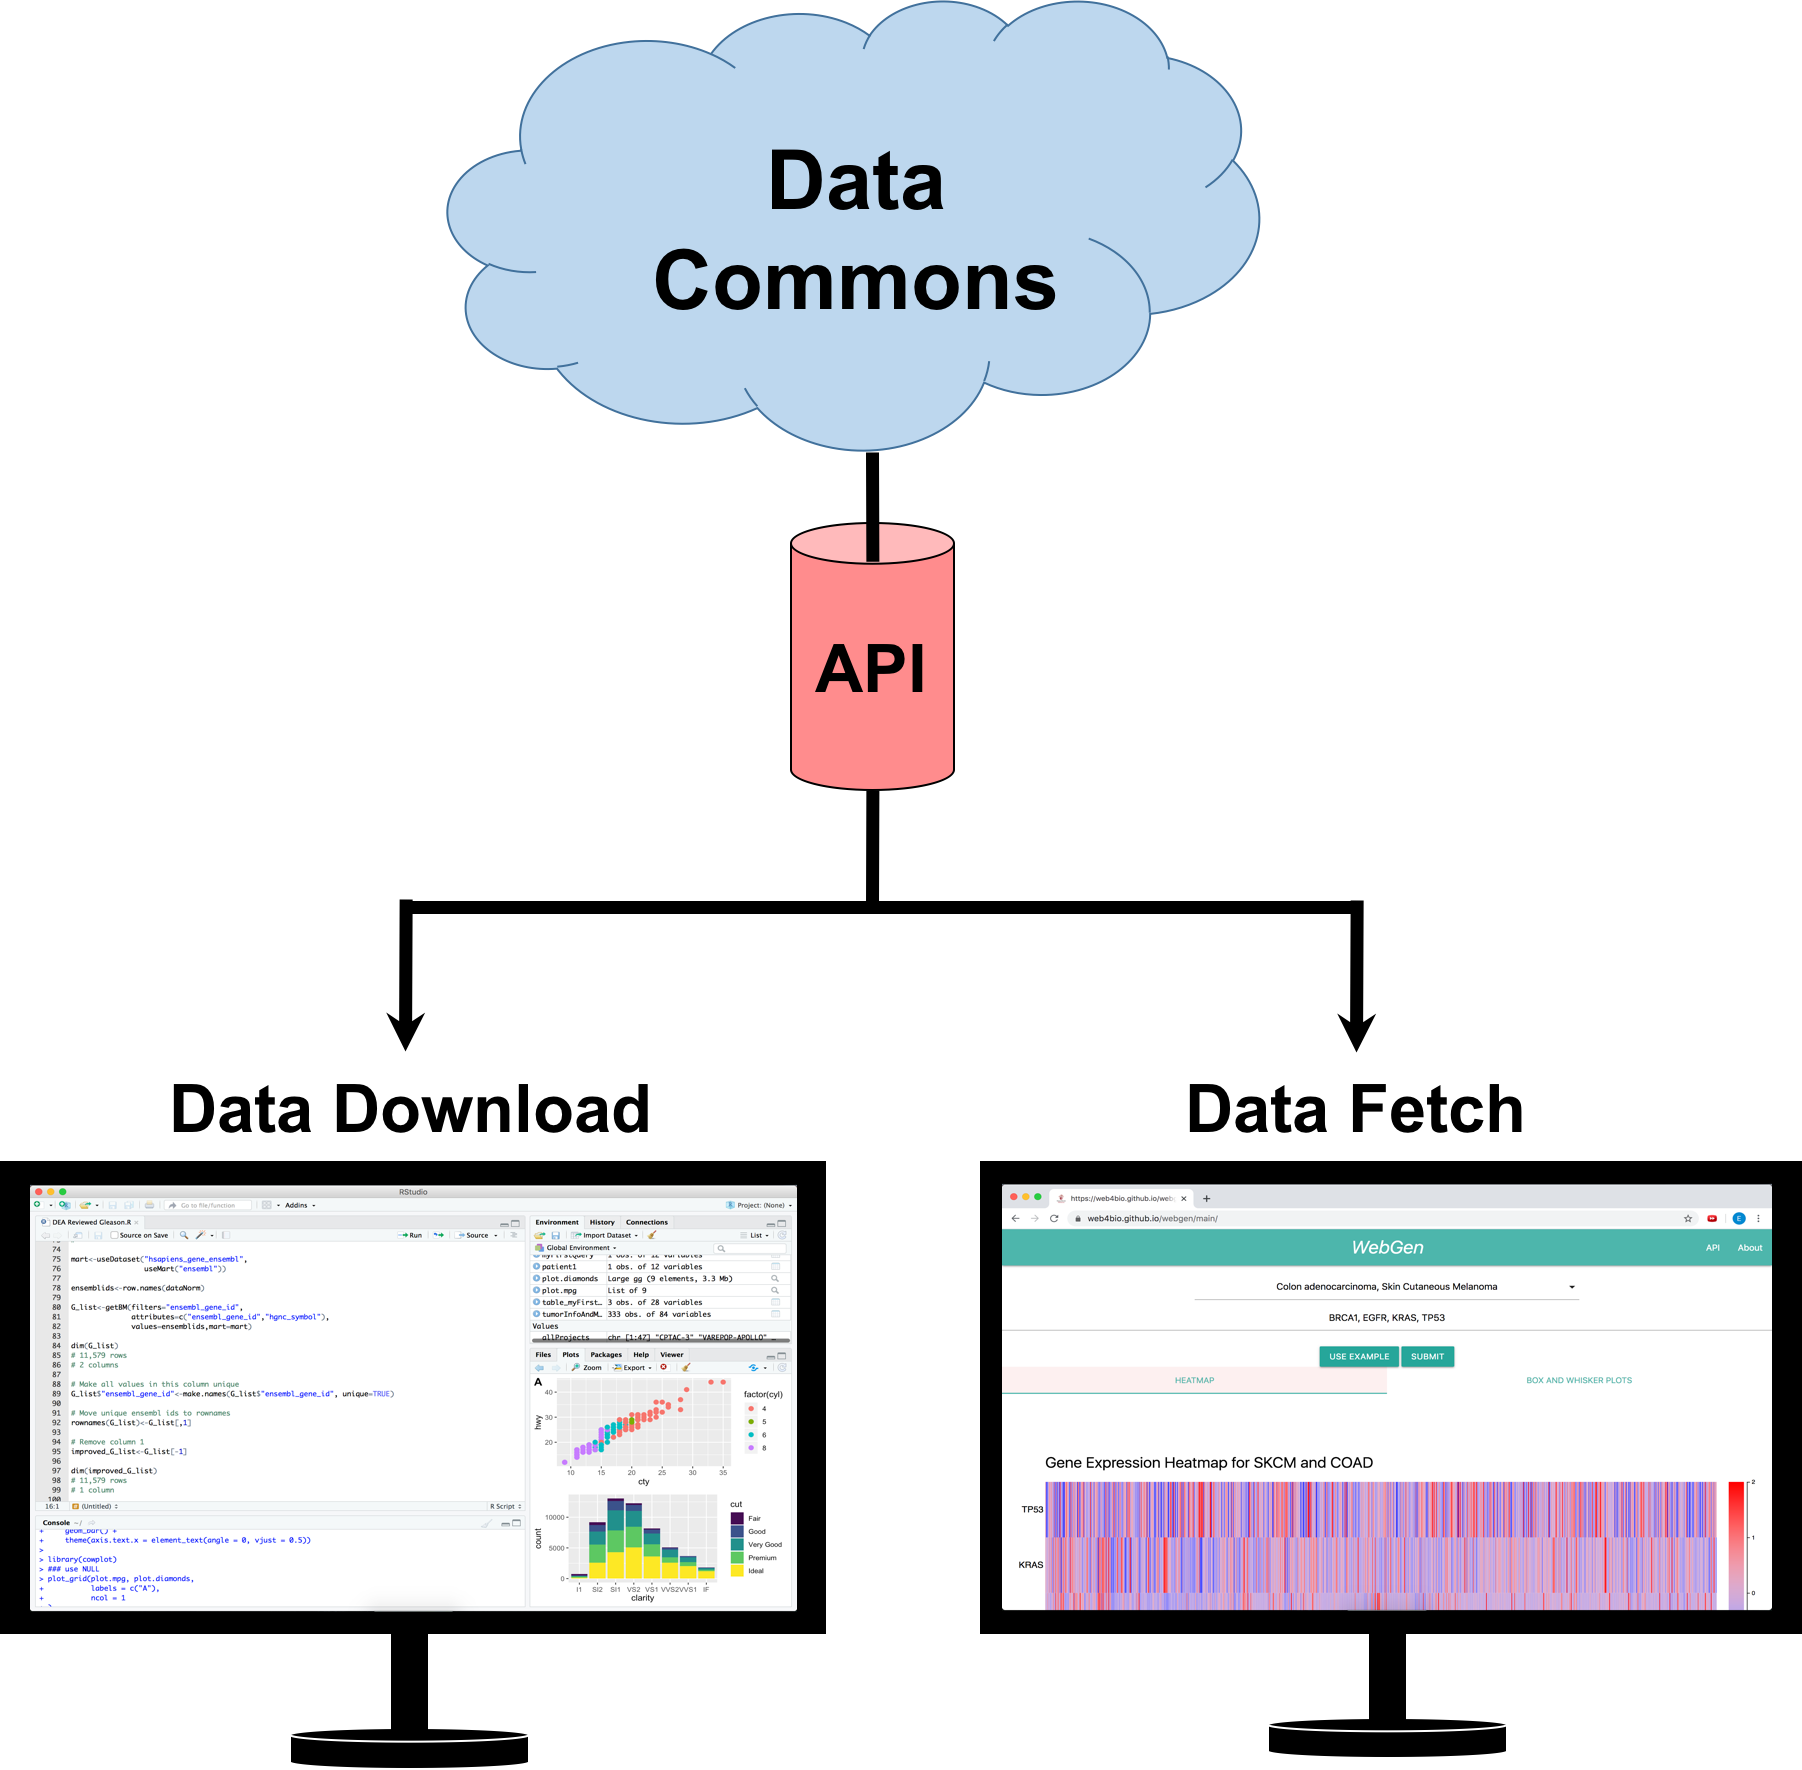 Data
Commons
API
Data Download
Data Fetch
RStudio
Go to file/function
Addins
Project: (None)
DEA Reviewed Gleason.R
Source on Save
Run
Source
74
75 mart<-useDataset("hsapiens_gene_ensembl",
76 useMart("ensembl"))
77
78 ensemblids<-row.names(dataNorm)
79
80 G_list<-getBM(filters="ensembl_gene_id",
81 attributes=c("ensembl_gene_id","hgnc_symbol"),
82 values=ensemblids,mart=mart)
83
84 dim(G_list)
85 # 11,579 rows
86 # 2 columns
87
88 # Make all values in this column unique
89 G_list$"ensembl_gene_id"<-make.names(G_list$"ensembl_gene_id", unique=TRUE)
90
91 # Move unique ensembl ids to rownames
92 rownames(G_list)<-G_list[,1]
93
94 # Remove column 1
95 improved_G_list<-G_list[-1]
96
97 dim(improved_G_list)
98 # 11,579 rows
99 # 1 column
100
16:1 (Untitled) R Script
Console ~/
+ geom_bar() +
+ theme(axis.text.x = element_text(angle = 0, vjust = 0.5))
>
> library(cowplot)
> ### use NULL
> plot_grid(plot.mpg, plot.diamonds,
+ labels = c("A"),
+ ncol = 1
Environment History Connections
Import Dataset List
Global Environment
myFirstQuery 1 obs. of 12 variables
patient1 1 obs. of 12 variables
plot.diamonds Large gg (9 elements, 3.3 Mb)
plot.mpg List of 9
table_myFirst… 3 obs. of 28 variables
tumorInfoAndM… 333 obs. of 84 variables
Values
allProjects chr [1:47] "CPTAC-3" "VAREPOP-APOLLO" …
Files Plots Packages Help Viewer
Zoom Export
A
hwy
40
30
20
10 15 20 25 30 35
cty
factor(cyl)
4
5
6
8
count
10000
5000
0
I1 SI2 SI1 VS2 VS1 VVS2 VVS1 IF
clarity
cut
Fair
Good
Very Good
Premium
Ideal
https://web4bio.github.io/web
web4bio.github.io/webgen/main/
E
WebGen
API About
Colon adenocarcinoma, Skin Cutaneous Melanoma
BRCA1, EGFR, KRAS, TP53
USE EXAMPLE SUBMIT
HEATMAP BOX AND WHISKER PLOTS
Gene Expression Heatmap for SKCM and COAD
TP53
KRAS
2
1
0